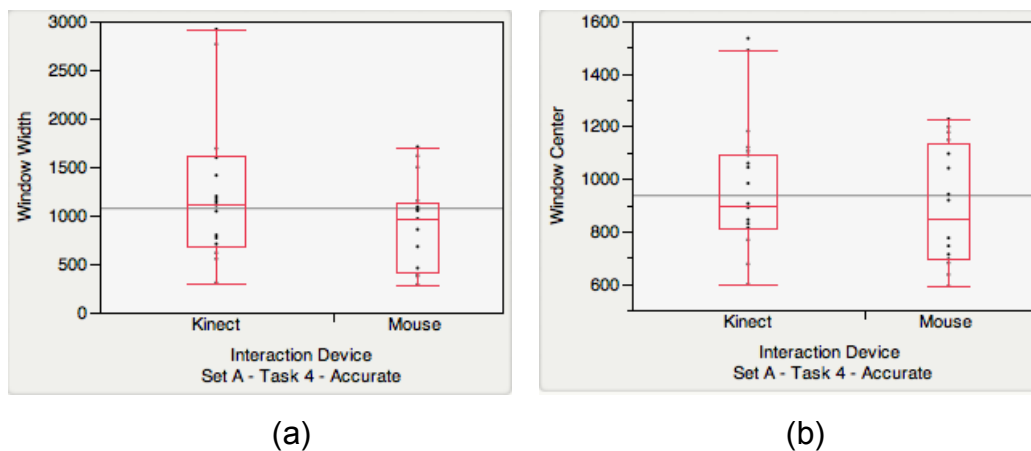 3000
2500
2000
1500
1000
500
0
Window Width
Kinect
Mouse
Interaction Device
Set A - Task 4 - Accurate
(a)
1600
1400
1200
1000
800
600
Window Center
Kinect
Mouse
Interaction Device
Set A - Task 4 - Accurate
(b)